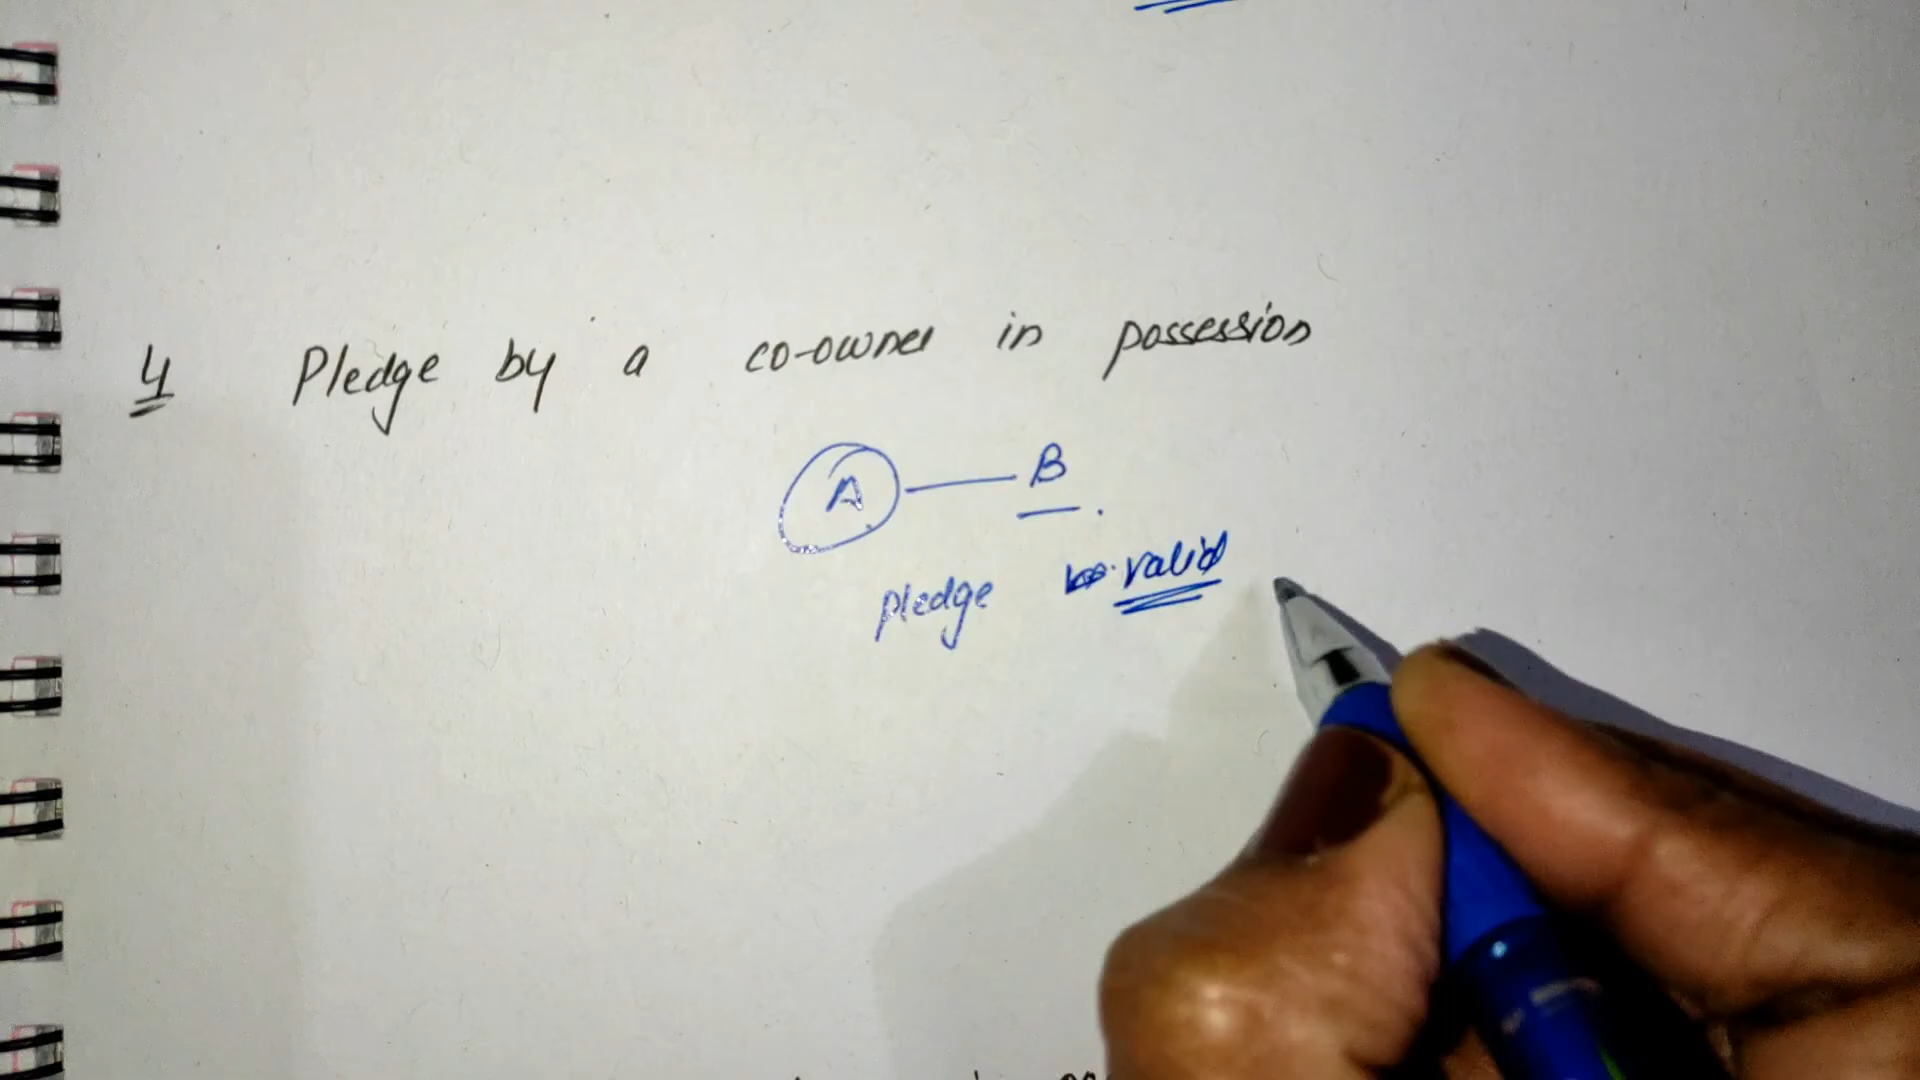 4 Pledge by a co-owner in possession
A — B.
pledge valid